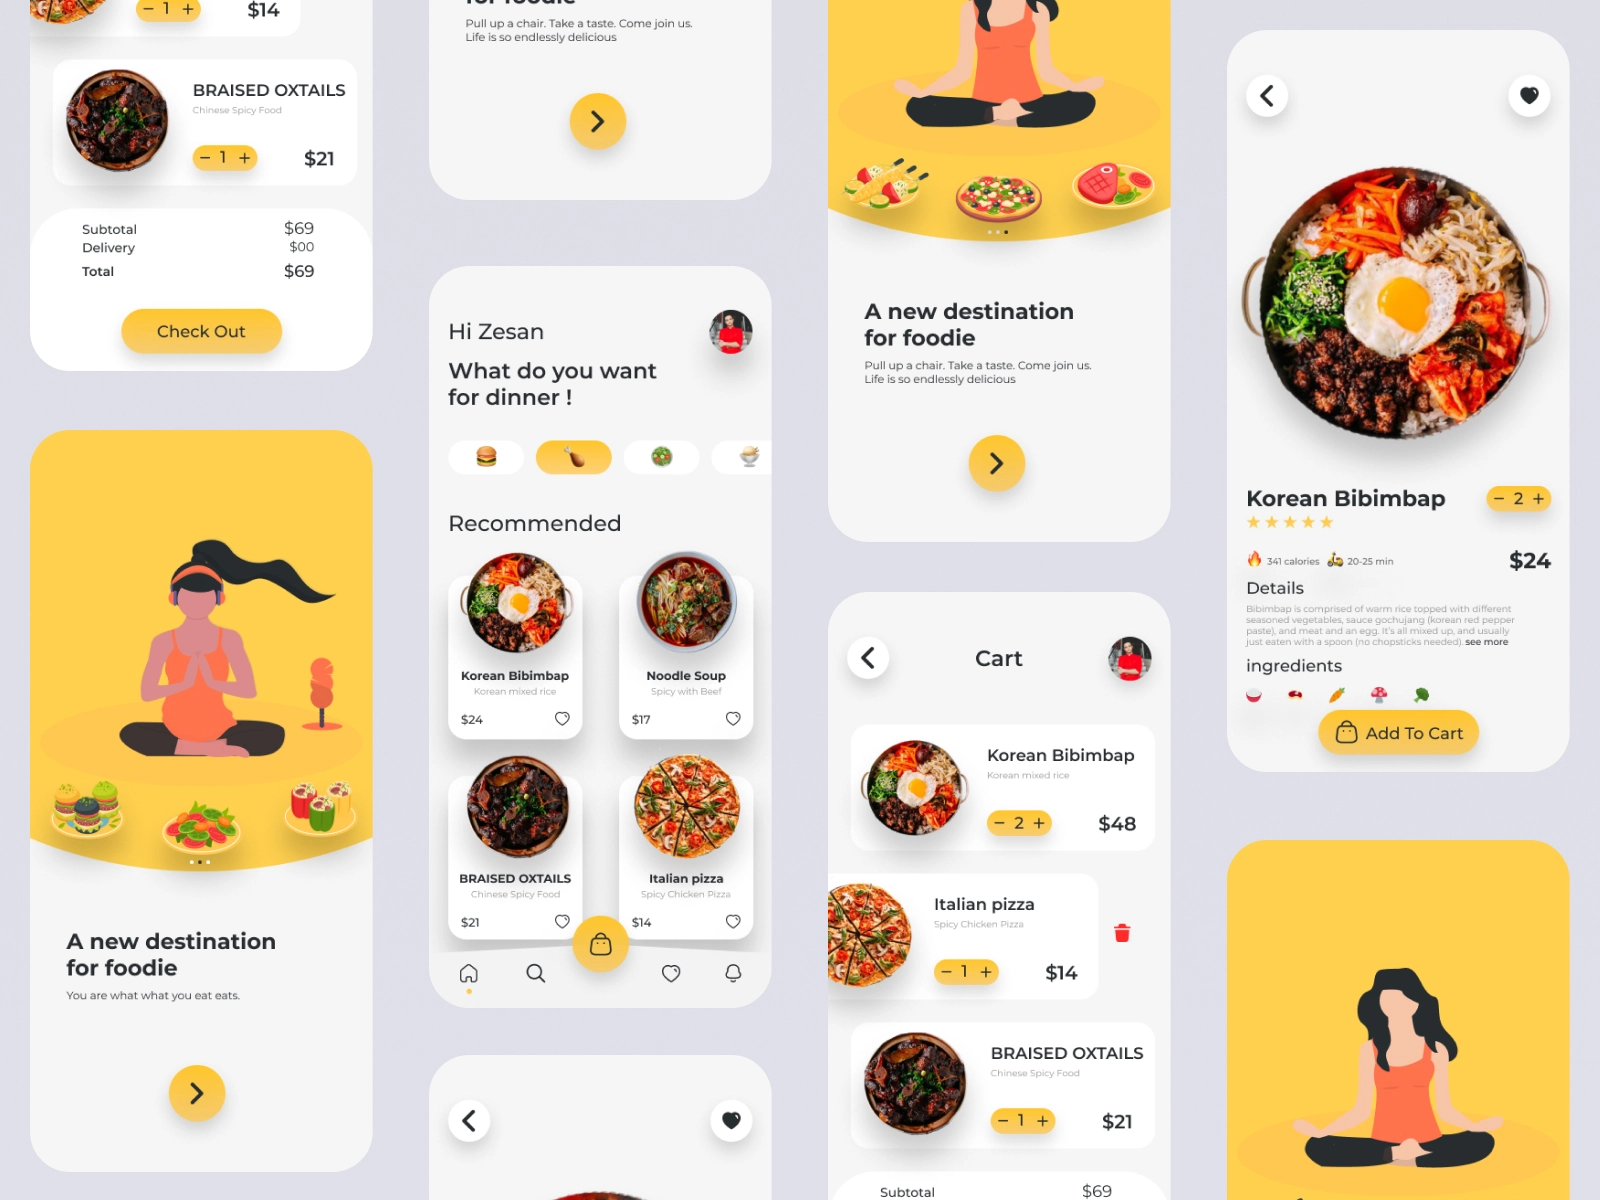 − 1 +
$14
BRAISED OXTAILS
Chinese Spicy Food
− 1 +
$21
Subtotal
$69
Delivery
$00
Total
$69
Check Out
A new destination
for foodie
You are what what you eat eats.
for foodie
Pull up a chair. Take a taste. Come join us.
Life is so endlessly delicious
Hi Zesan
What do you want
for dinner !
Recommended
Korean Bibimbap
Korean mixed rice
$24
Noodle Soup
Spicy with Beef
$17
BRAISED OXTAILS
Chinese Spicy Food
$21
Italian pizza
Spicy Chicken Pizza
$14
A new destination
for foodie
Pull up a chair. Take a taste. Come join us.
Life is so endlessly delicious
Cart
Korean Bibimbap
Korean mixed rice
− 2 +
$48
Italian pizza
Spicy Chicken Pizza
− 1 +
$14
BRAISED OXTAILS
Chinese Spicy Food
− 1 +
$21
Subtotal
$69
Korean Bibimbap
− 2 +
341 calories
20-25 min
$24
Details
Bibimbap is comprised of warm rice topped with different
seasoned vegetables, sauce gochujang (korean red pepper
paste), and meat and an egg. It's all mixed up, and usually
just eaten with a spoon (no chopsticks needed). see more
ingredients
Add To Cart